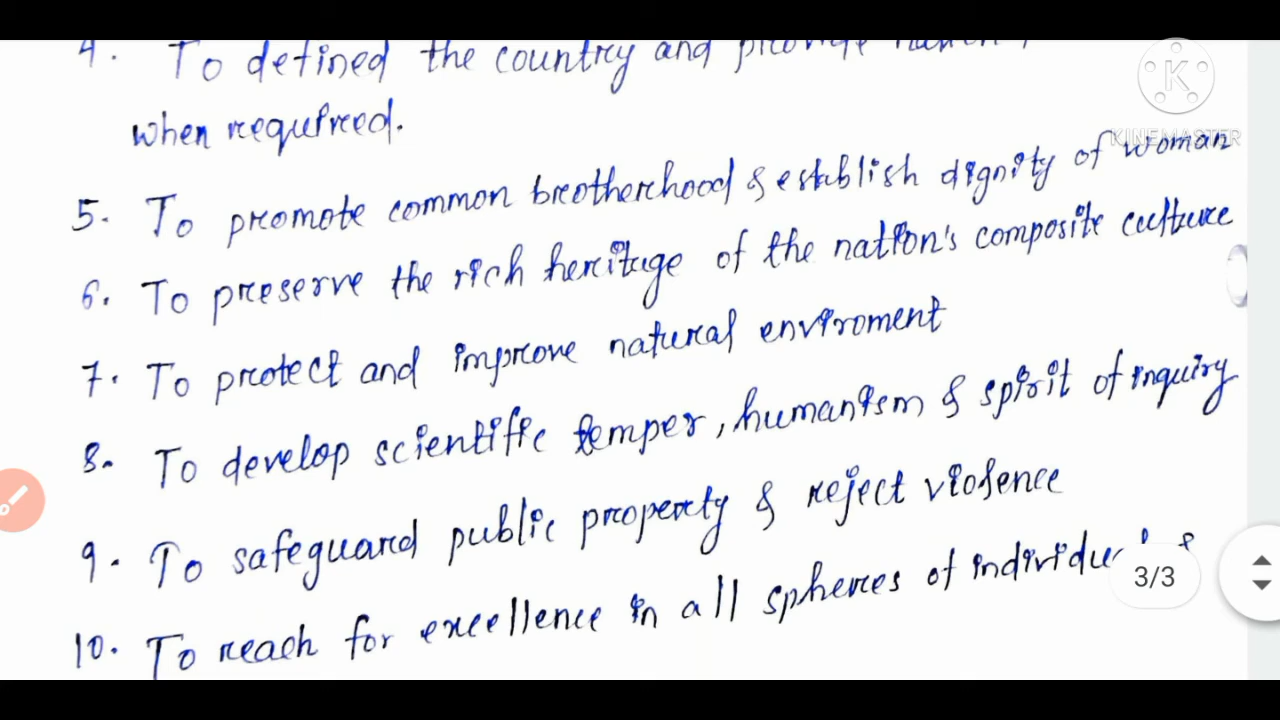 4. To defined the country and provide
when required.
KINEMASTER
5. To promote common brotherhood & establish dignity of woman
6. To preserve the rich heritage of the nation's composite culture
7. To protect and improve natural enviroment
8. To develop scientific temper, humanism & spirit of inquiry
9. To safeguard public property & reject violence
3/3
10. To reach for excellence in all spheres of